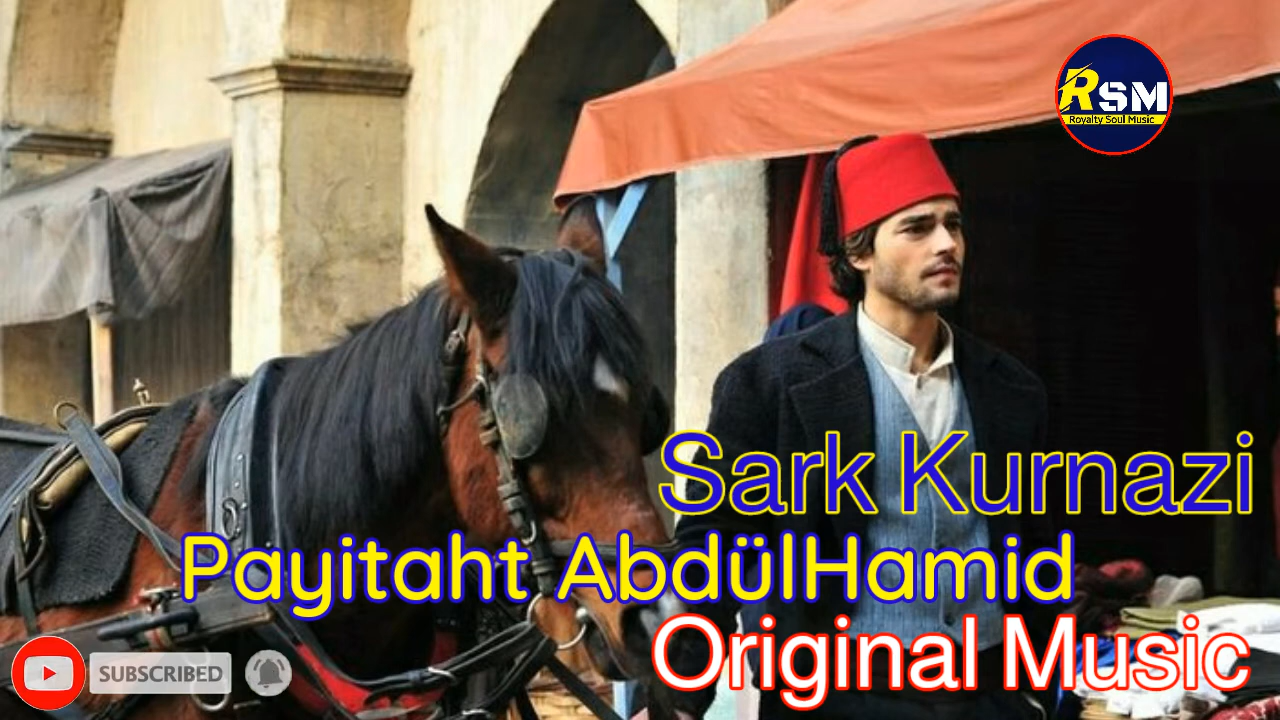 RSM
Royalty Soul Music
Sark Kurnazi
Payitaht AbdülHamid
Original Music
SUBSCRIBED